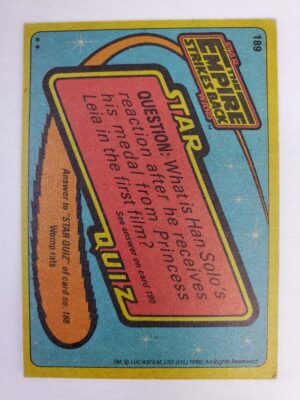 189
STAR
THE
EMPIRE
STRIKES BACK
WARS
STAR
QUESTION: What is Han Solo's
reaction after he receives
his medal from Princess
Leia in the first film?
See answer on card 190
QUIZ
Answer to "STAR QUIZ" of card no. 188
Womp rats
**
TM: © LUCASFILM LTD. (LFL) 1980. All Rights Reserved